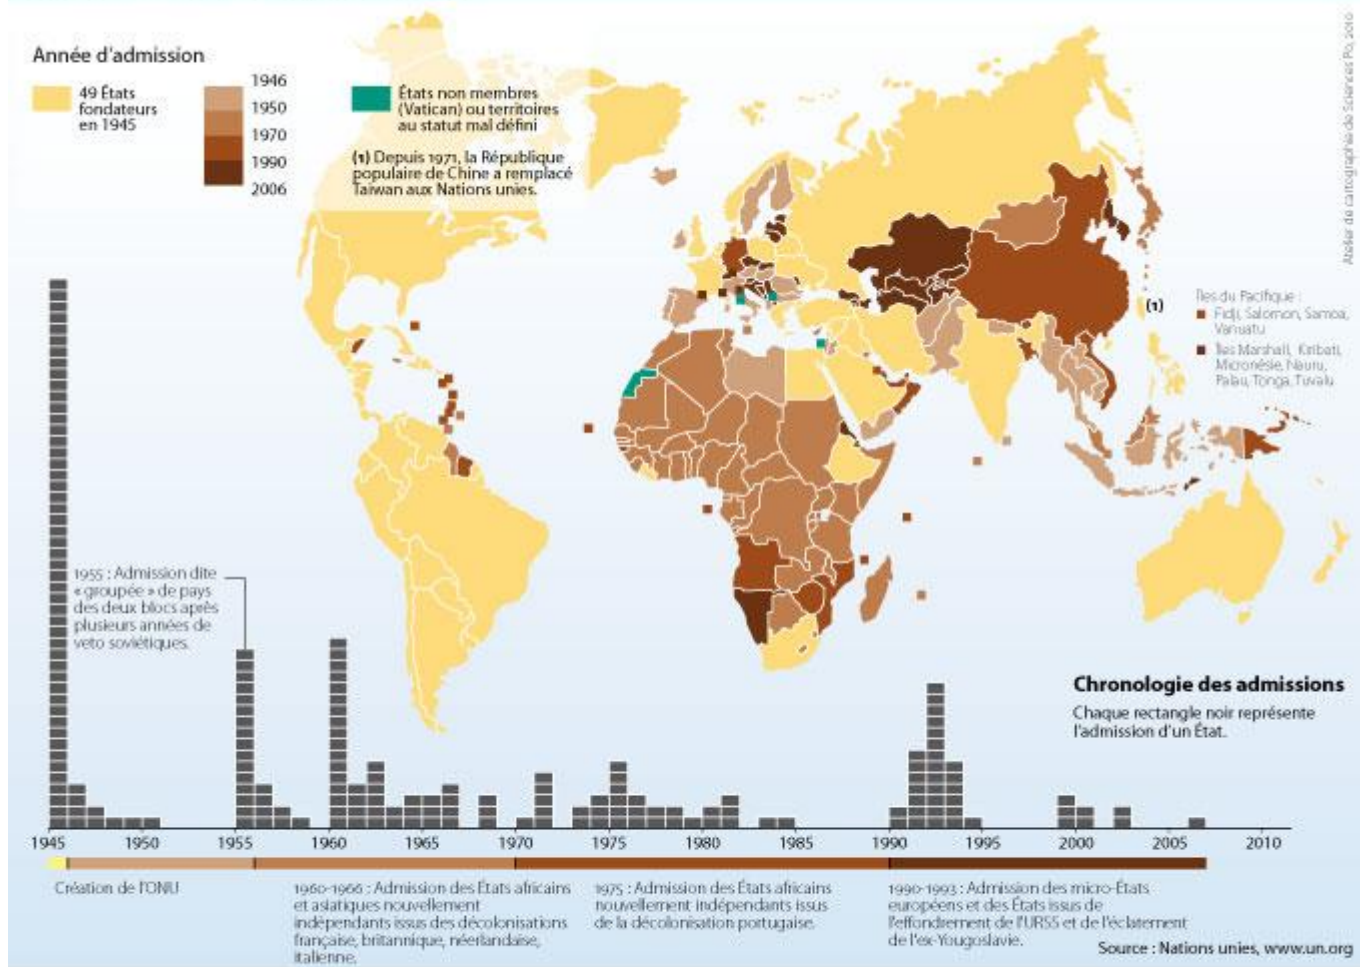 Année d'admission
49 États
fondateurs
en 1945
1946
1950
1970
1990
2006
États non membres
(Vatican) ou territoires
au statut mal défini
(1) Depuis 1971, la République
populaire de Chine a remplacé
Taiwan aux Nations unies.
Atelier de cartographie de Sciences Po, 2010
(1)
Îles du Pacifique :
Fidji, Salomon, Samoa,
Vanuatu
Îles Marshall, Kiribati,
Micronésie, Nauru,
Palau, Tonga, Tuvalu
1955 : Admission dite
« groupée » de pays
des deux blocs après
plusieurs années de
veto soviétiques.
Chronologie des admissions
Chaque rectangle noir représente
l'admission d'un État.
1945 1950 1955 1960 1965 1970 1975 1980 1985 1990 1995 2000 2005 2010
Création de l'ONU
1960-1966 : Admission des États africains
et asiatiques nouvellement
indépendants issus des décolonisations
française, britannique, néerlandaise,
italienne.
1975 : Admission des États africains
nouvellement indépendants issus
de la décolonisation portugaise.
1990-1993 : Admission des micro-États
européens et des États issus de
l'effondrement de l'URSS et de l'éclatement
de l'ex-Yougoslavie.
Source : Nations unies, www.un.org